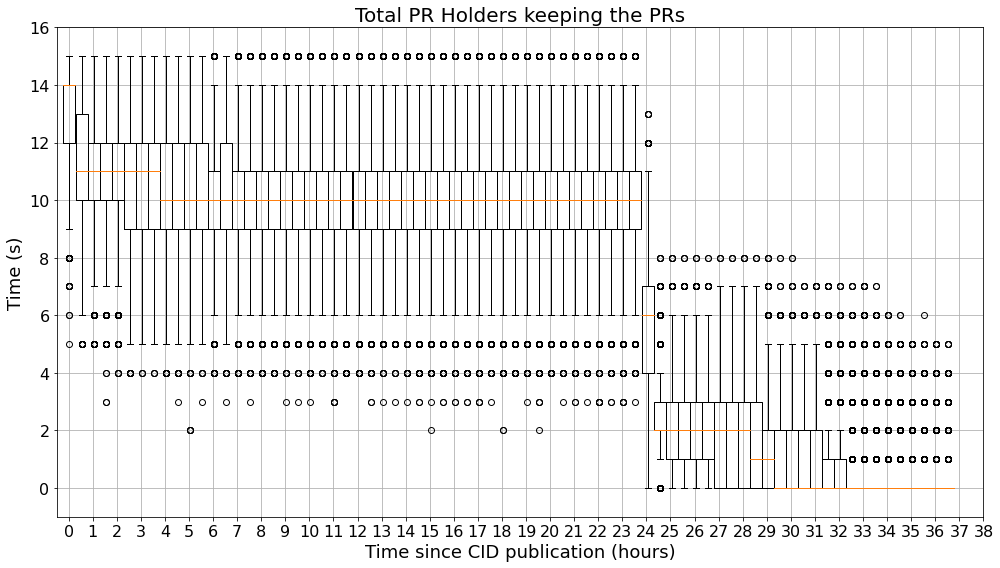 Total PR Holders keeping the PRs
Time (s)
16
14
12
10
8
6
4
2
0
0 1 2 3 4 5 6 7 8 9 10 11 12 13 14 15 16 17 18 19 20 21 22 23 24 25 26 27 28 29 30 31 32 33 34 35 36 37 38
Time since CID publication (hours)